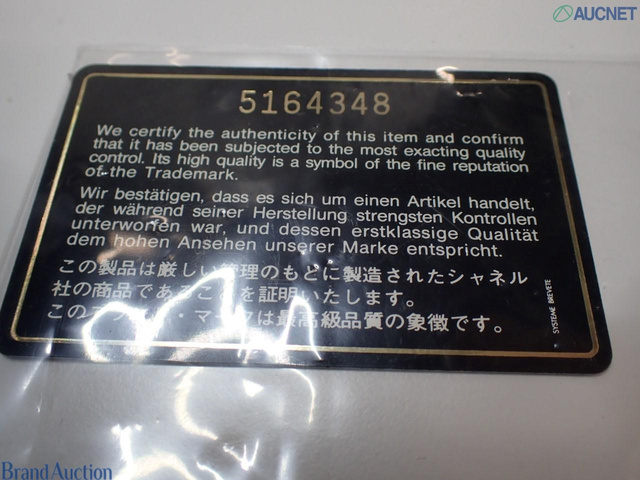 AUCNET
5164348
We certify the authenticity of this item and confirm
that it has been subjected to the most exacting quality
control. Its high quality is a symbol of the fine reputation
of the Trademark.
Wir bestätigen, dass es sich um einen Artikel handelt,
der während seiner Herstellung strengsten Kontrollen
unterworfen war, und dessen erstklassige Qualität
dem hohen Ansehen unserer Marke entspricht.
この製品は厳しい管理のもとに製造されたシャネル
社の商品であることを証明いたします。
このブランド・マークは最高級品質の象徴です。
SYSTEME BREVETE
Brand Auction